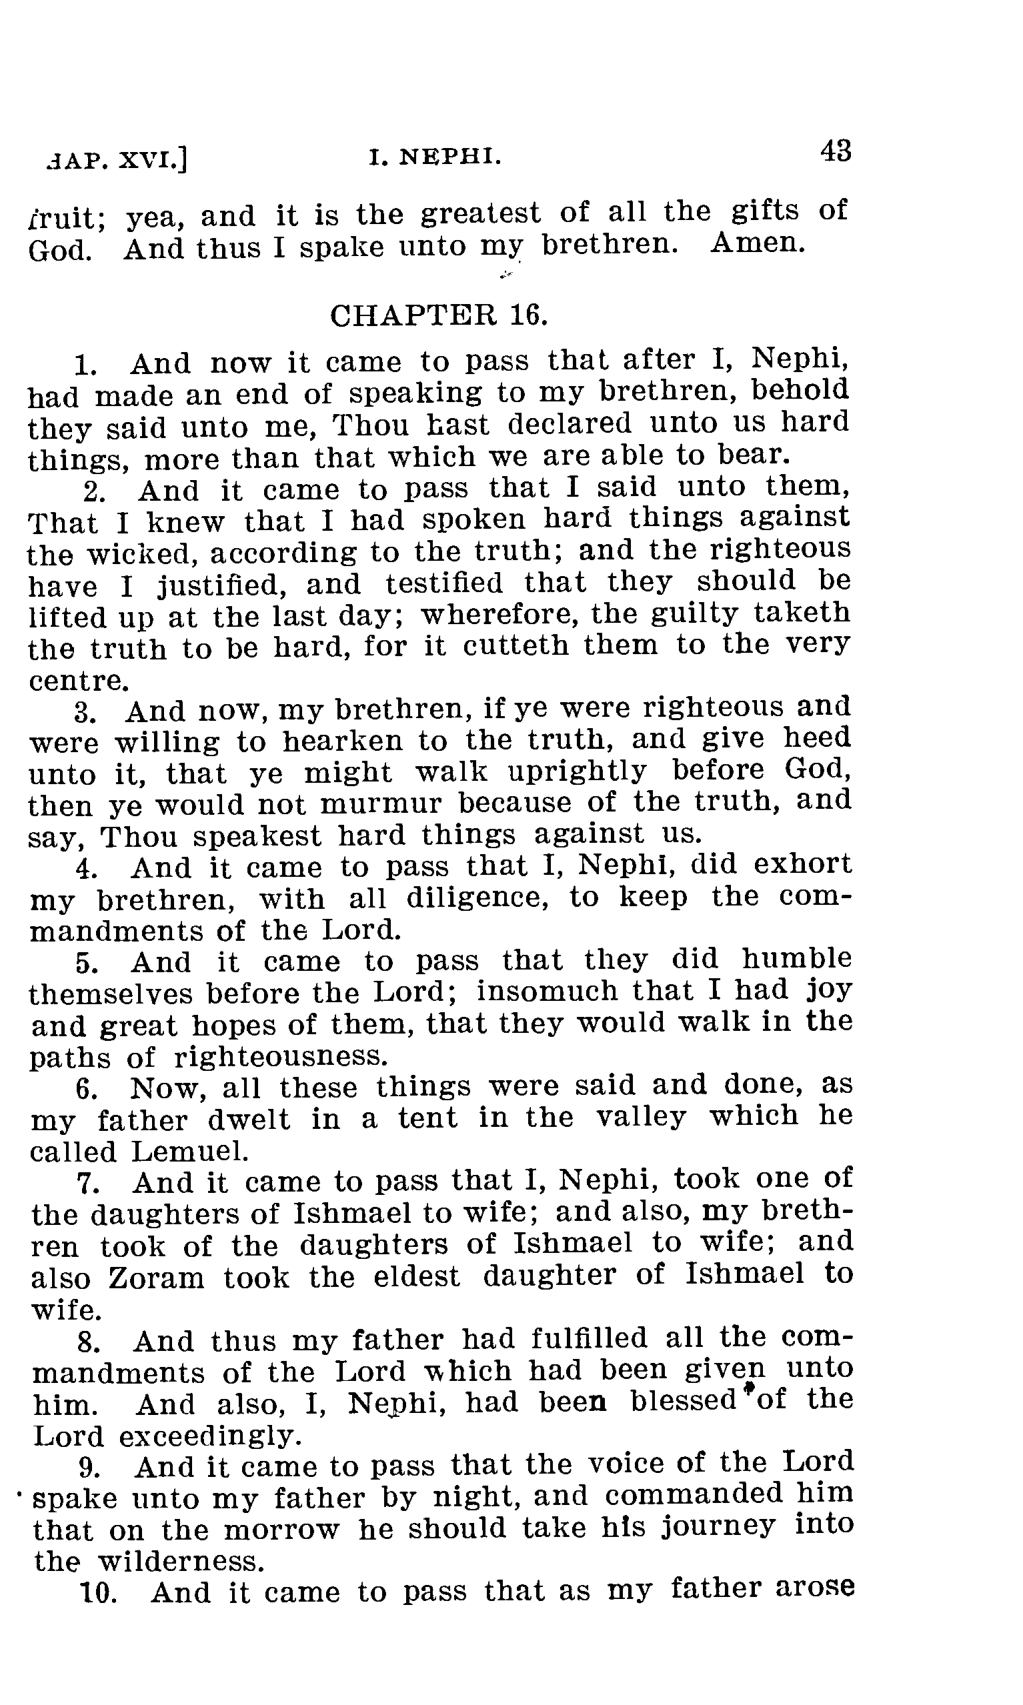 HAP. XVI.] I. NEPHI. 43
fruit; yea, and it is the greatest of all the gifts of
God. And thus I spake unto my brethren. Amen.
CHAPTER 16.
1. And now it came to pass that after I, Nephi,
had made an end of speaking to my brethren, behold
they said unto me, Thou hast declared unto us hard
things, more than that which we are able to bear.
2. And it came to pass that I said unto them,
That I knew that I had spoken hard things against
the wicked, according to the truth; and the righteous
have I justified, and testified that they should be
lifted up at the last day; wherefore, the guilty taketh
the truth to be hard, for it cutteth them to the very
centre.
3. And now, my brethren, if ye were righteous and
were willing to hearken to the truth, and give heed
unto it, that ye might walk uprightly before God,
then ye would not murmur because of the truth, and
say, Thou speakest hard things against us.
4. And it came to pass that I, Nephi, did exhort
my brethren, with all diligence, to keep the com-
mandments of the Lord.
5. And it came to pass that they did humble
themselves before the Lord; insomuch that I had joy
and great hopes of them, that they would walk in the
paths of righteousness.
6. Now, all these things were said and done, as
my father dwelt in a tent in the valley which he
called Lemuel.
7. And it came to pass that I, Nephi, took one of
the daughters of Ishmael to wife; and also, my breth-
ren took of the daughters of Ishmael to wife; and
also Zoram took the eldest daughter of Ishmael to
wife.
8. And thus my father had fulfilled all the com-
mandments of the Lord which had been given unto
him. And also, I, Nephi, had been blessed of the
Lord exceedingly.
9. And it came to pass that the voice of the Lord
spake unto my father by night, and commanded him
that on the morrow he should take his journey into
the wilderness.
10. And it came to pass that as my father arose